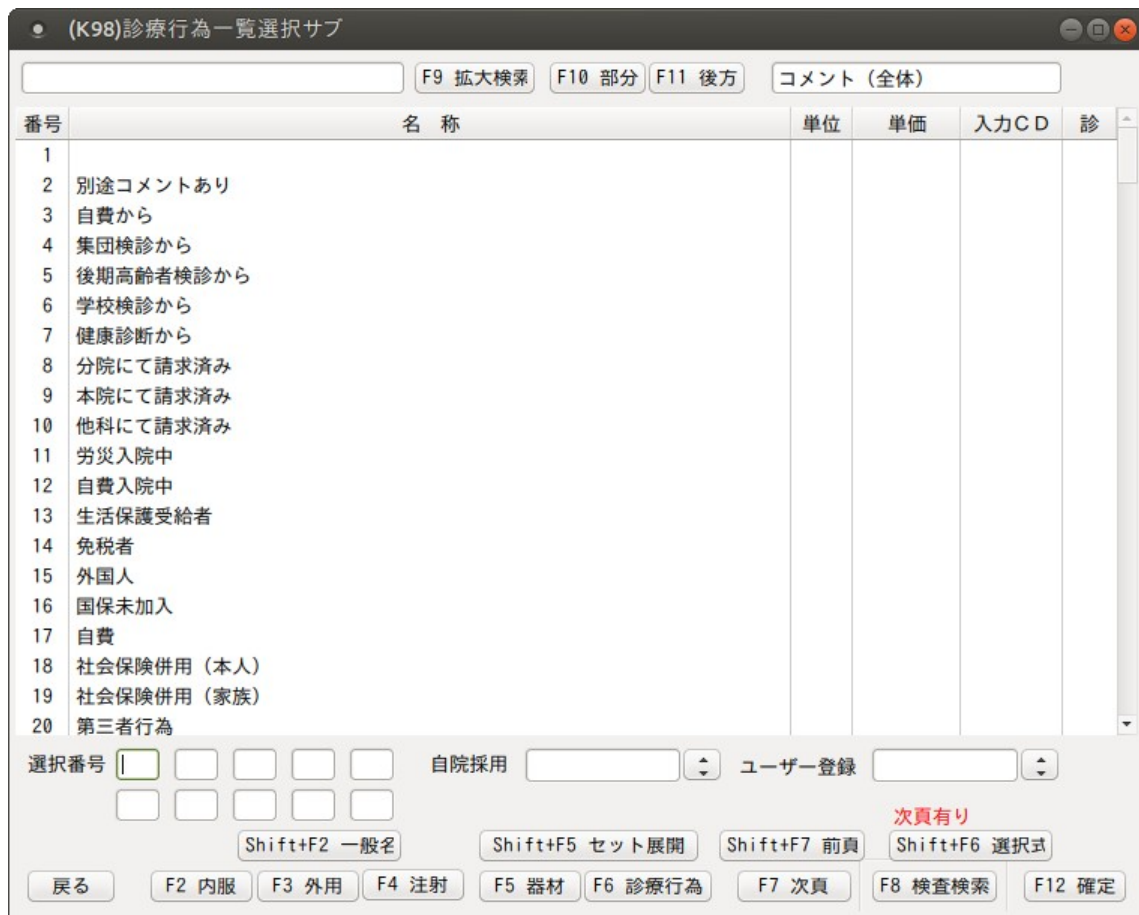 (K98)診療行為一覧選択サブ
F9 拡大検索 F10 部分 F11 後方 コメント（全体）
番号 名 称 単位 単価 入力ＣＤ 診
1
2 別途コメントあり
3 自費から
4 集団検診から
5 後期高齢者検診から
6 学校検診から
7 健康診断から
8 分院にて請求済み
9 本院にて請求済み
10 他科にて請求済み
11 労災入院中
12 自費入院中
13 生活保護受給者
14 免税者
15 外国人
16 国保未加入
17 自費
18 社会保険併用（本人）
19 社会保険併用（家族）
20 第三者行為
選択番号 自院採用 ユーザー登録
次頁有り
Shift+F2 一般名 Shift+F5 セット展開 Shift+F7 前頁 Shift+F6 選択式
戻る F2 内服 F3 外用 F4 注射 F5 器材 F6 診療行為 F7 次頁 F8 検査検索 F12 確定